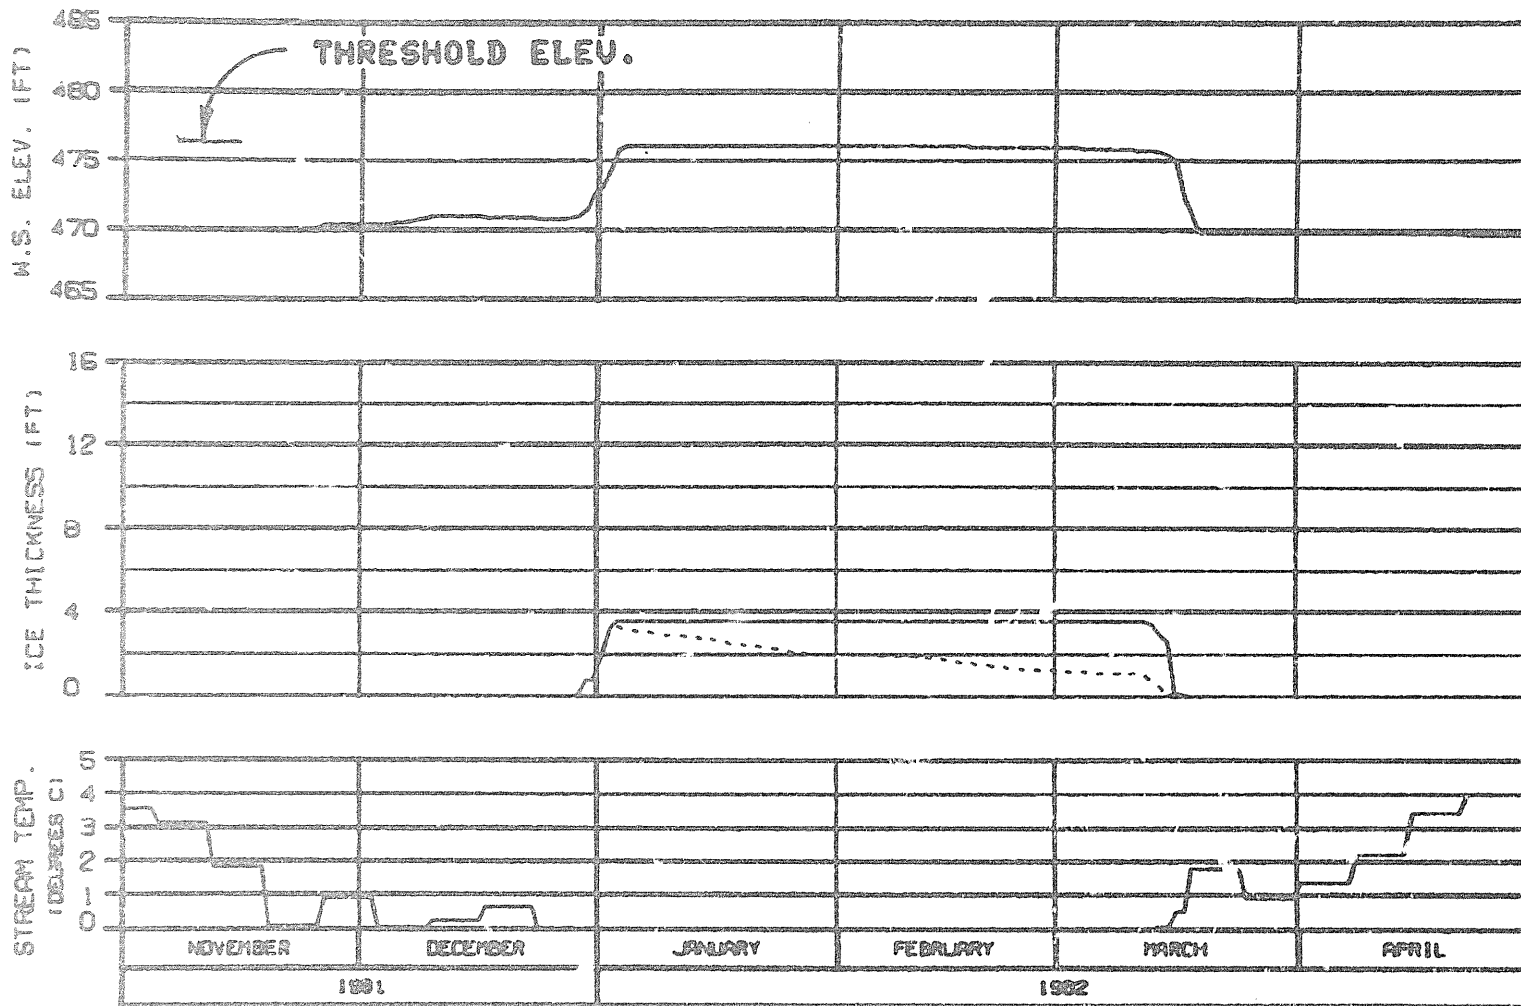 485
THRESHOLD ELEV.
480
475
470
465
W.S. ELEV. (FT)
16
12
8
4
0
ICE THICKNESS (FT)
5
4
3
2
1
0
STREAM TEMP.
(DEGREES C)
NOVEMBER DECEMBER JANUARY FEBRUARY MARCH APRIL
1981 1982